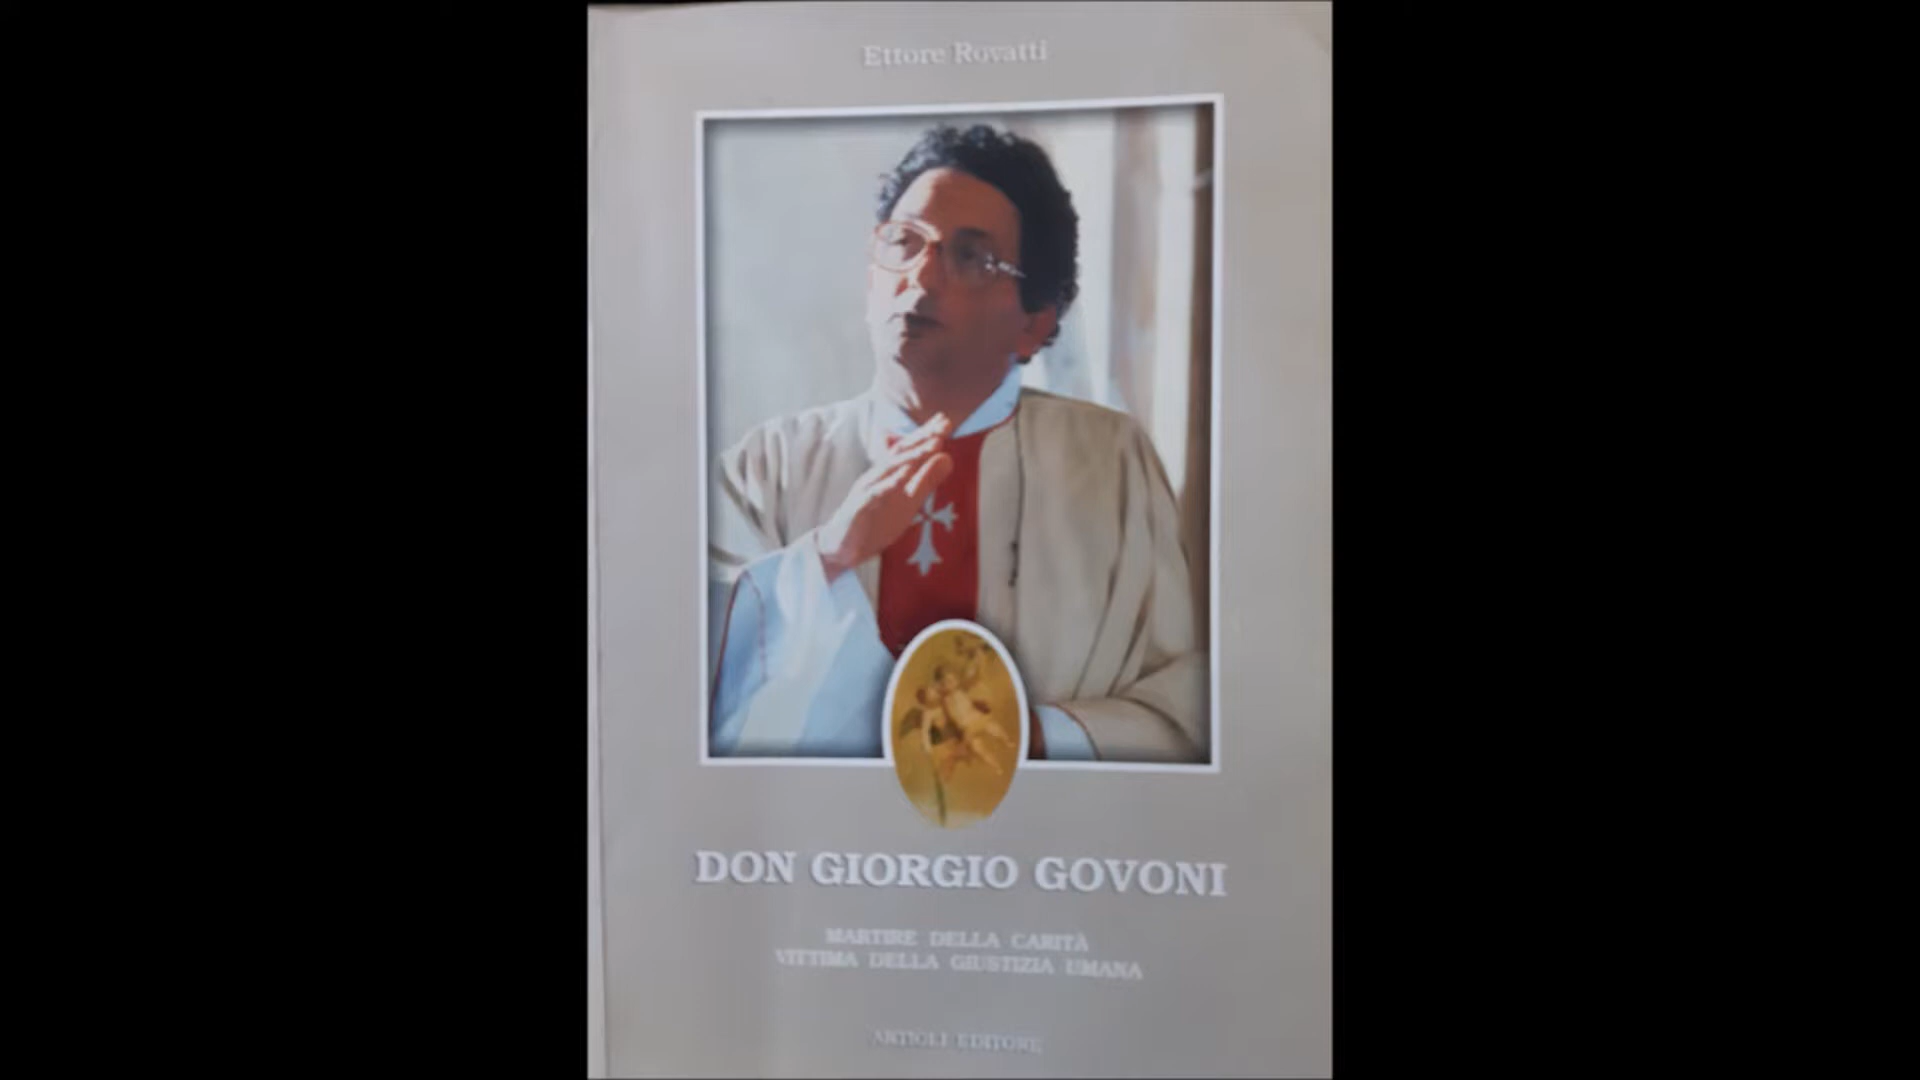 Ettore Rovatti
DON GIORGIO GOVONI
MARTIRE DELLA CARITÀ
VITTIMA DELLA GIUSTIZIA UMANA
ARTIOLI EDITORE